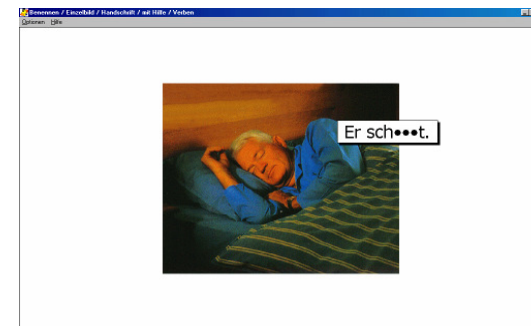 Benennen / Einzelbild / Handschrift / mit Hilfe / Verben
Optionen Hilfe
Er sch●●●t.